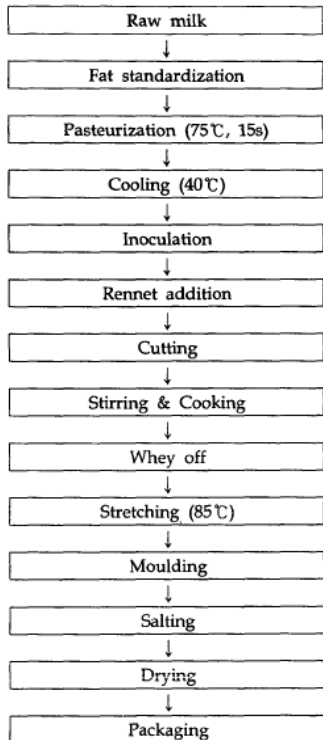 Raw milk
↓
Fat standardization
↓
Pasteurization (75℃, 15s)
↓
Cooling (40℃)
↓
Inoculation
↓
Rennet addition
↓
Cutting
↓
Stirring & Cooking
↓
Whey off
↓
Stretching (85℃)
↓
Moulding
↓
Salting
↓
Drying
↓
Packaging